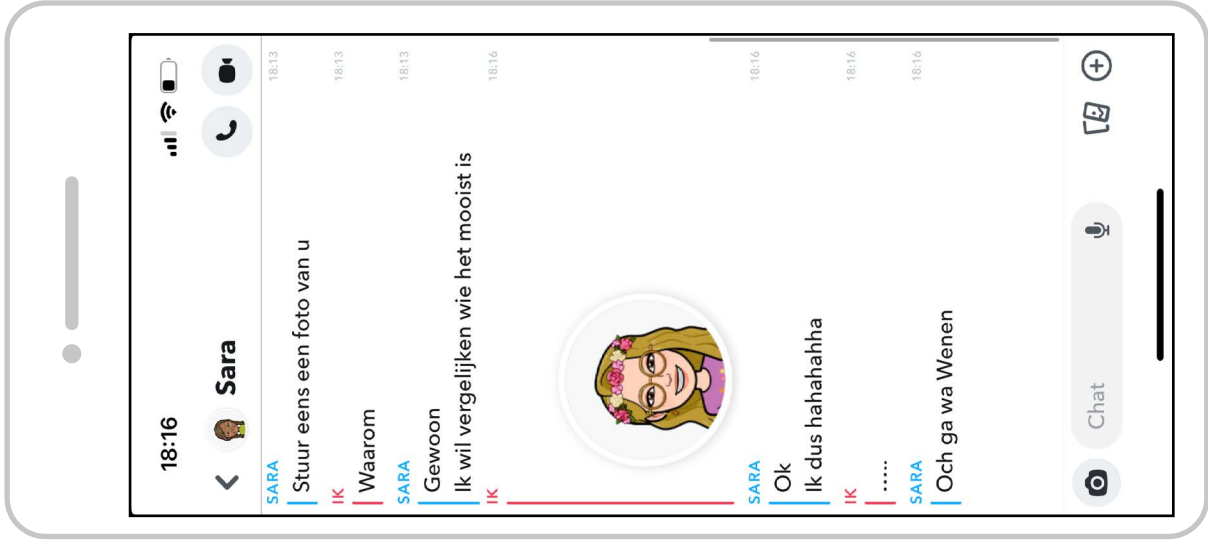 18:16
Sara
SARA
18:13
Stuur eens een foto van u
IK
18:13
Waarom
SARA
18:13
Gewoon
Ik wil vergelijken wie het mooist is
IK
18:16
SARA
18:16
Ok
Ik dus hahahahha
IK
18:16
.....
SARA
18:16
Och ga wa Wenen
Chat